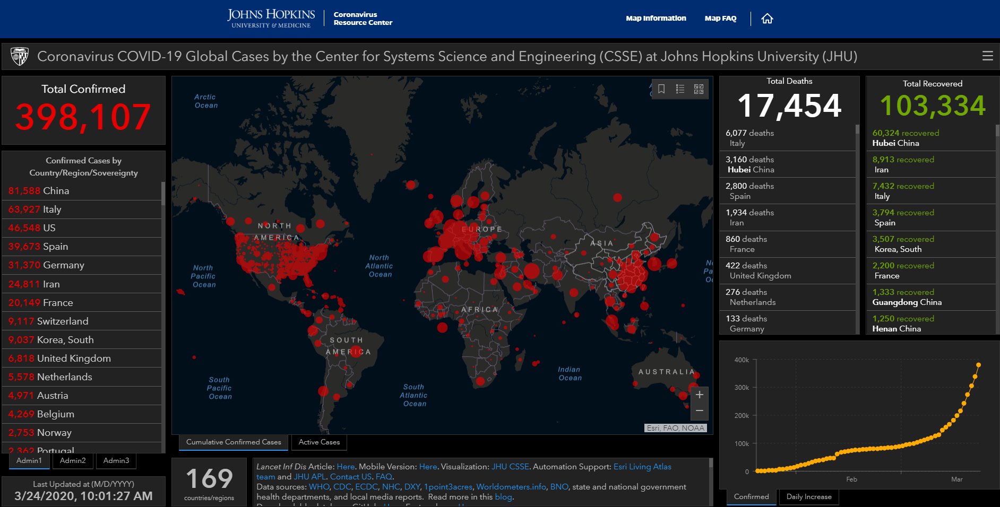 JOHNS HOPKINS
UNIVERSITY & MEDICINE
Coronavirus
Resource Center
Map Information
Map FAQ
Coronavirus COVID-19 Global Cases by the Center for Systems Science and Engineering (CSSE) at Johns Hopkins University (JHU)
Total Confirmed
398,107
Confirmed Cases by
Country/Region/Sovereignty
81,588 China
63,927 Italy
46,548 US
39,673 Spain
31,370 Germany
24,811 Iran
20,149 France
9,117 Switzerland
9,037 Korea, South
6,818 United Kingdom
5,578 Netherlands
4,971 Austria
4,269 Belgium
2,753 Norway
2,362 Portugal
Admin1
Admin2
Admin3
Last Updated at (M/D/YYYY)
3/24/2020, 10:01:27 AM
Arctic
Ocean
NORTH
AMERICA
EUROPE
ASIA
North
Pacific
Ocean
North
Atlantic
Ocean
AFRICA
SOUTH
AMERICA
AUSTRALIA
Indian
Ocean
South
Pacific
Ocean
South
Atlantic
Ocean
+
−
Esri, FAO, NOAA
Cumulative Confirmed Cases
Active Cases
169
countries/regions
Lancet Inf Dis Article: Here. Mobile Version: Here. Visualization: JHU CSSE. Automation Support: Esri Living Atlas
team and JHU APL. Contact US. FAQ.
Data sources: WHO, CDC, ECDC, NHC, DXY, 1point3acres, Worldometers.info, BNO, state and national government
health departments, and local media reports. Read more in this blog.
Total Deaths
17,454
6,077 deaths
Italy
3,160 deaths
Hubei China
2,800 deaths
Spain
1,934 deaths
Iran
860 deaths
France
422 deaths
United Kingdom
276 deaths
Netherlands
133 deaths
Germany
Total Recovered
103,334
60,324 recovered
Hubei China
8,913 recovered
Iran
7,432 recovered
Italy
3,794 recovered
Spain
3,507 recovered
Korea, South
2,200 recovered
France
1,333 recovered
Guangdong China
1,250 recovered
Henan China
400k
300k
200k
100k
0
Feb
Mar
Confirmed
Daily Increase